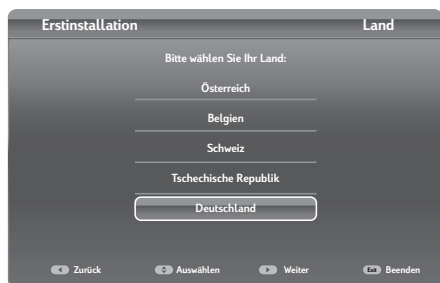 Erstinstallation Land
Bitte wählen Sie Ihr Land:
Österreich
Belgien
Schweiz
Tschechische Republik
Deutschland
Zurück Auswählen Weiter Exit Beenden